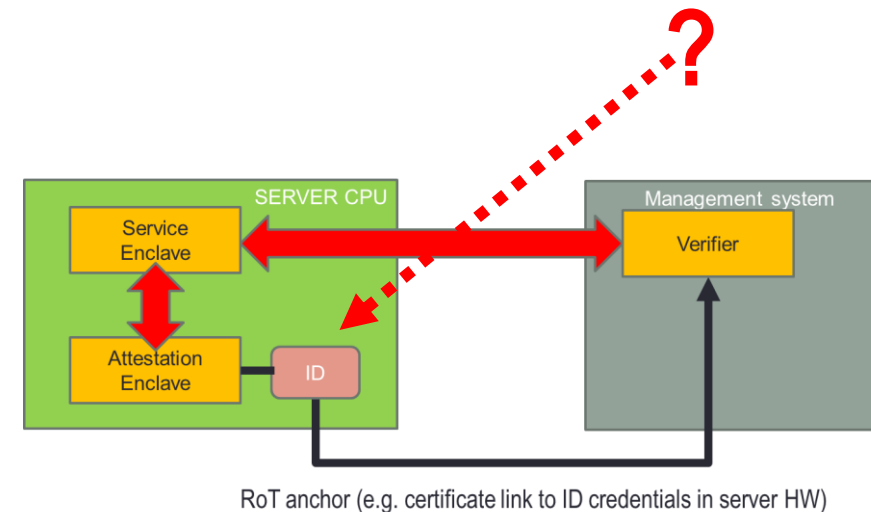 ?
SERVER CPU
Service
Enclave
Attestation
Enclave
ID
Management system
Verifier
RoT anchor (e.g. certificate link to ID credentials in server HW)